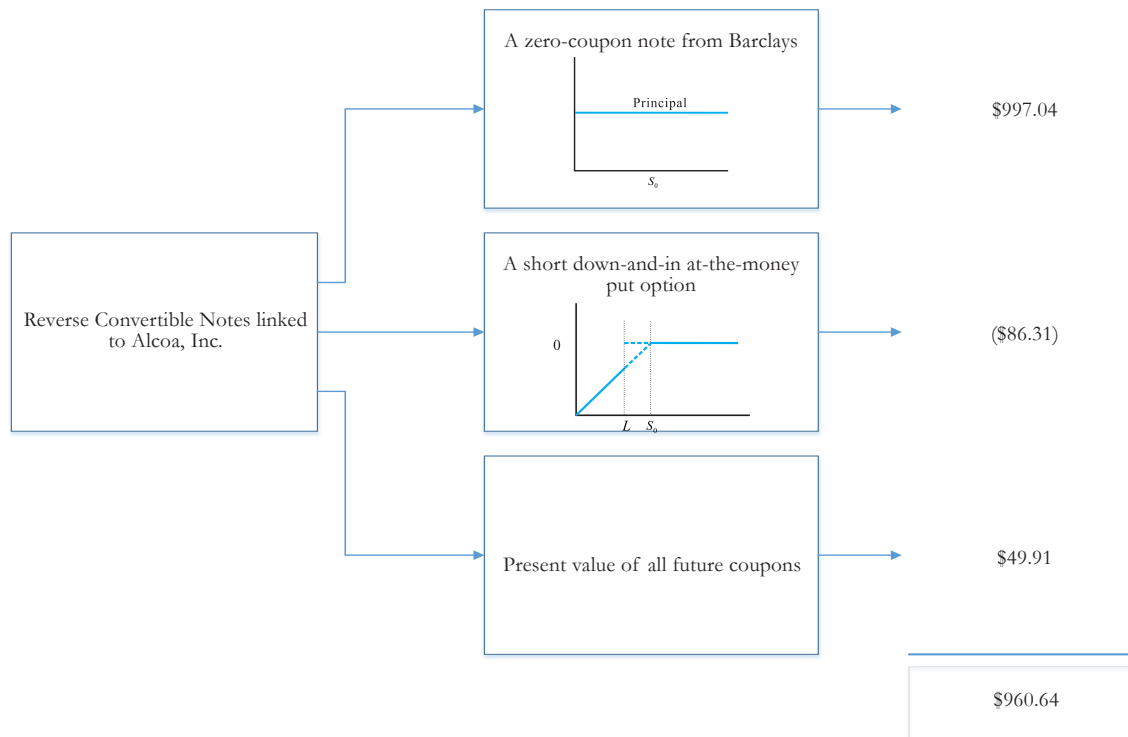 A zero-coupon note from Barclays
Principal
S₀
$997.04
Reverse Convertible Notes linked
to Alcoa, Inc.
A short down-and-in at-the-money
put option
0
L S₀
($86.31)
Present value of all future coupons
$49.91
$960.64